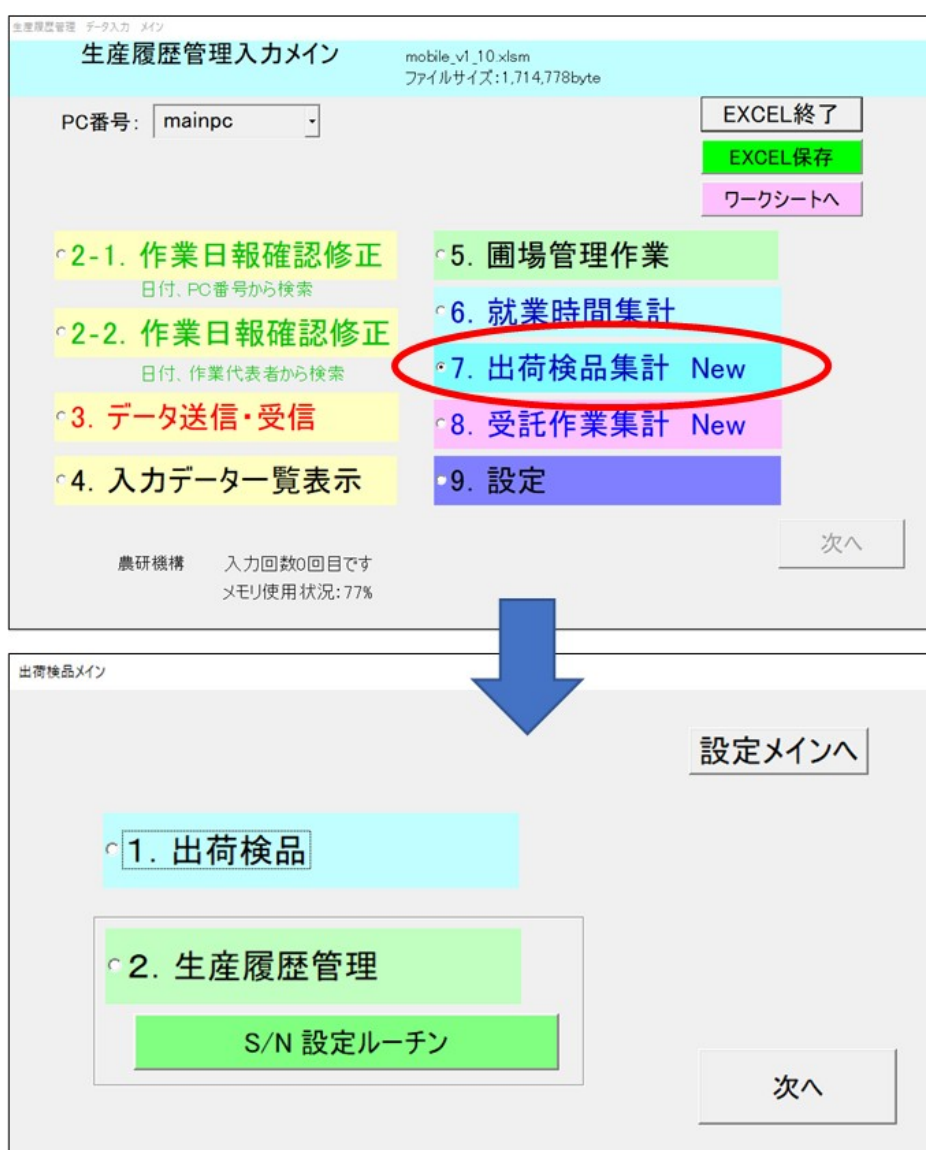 生産履歴管理 データ入力 メイン
生産履歴管理入力メイン
mobile_v1_10.xlsm
ファイルサイズ:1,714,778byte
PC番号: mainpc
EXCEL終了
EXCEL保存
ワークシートへ
2-1. 作業日報確認修正
日付、PC番号から検索
2-2. 作業日報確認修正
日付、作業代表者から検索
3. データ送信・受信
4. 入力データ一覧表示
5. 圃場管理作業
6. 就業時間集計
7. 出荷検品集計 New
8. 受託作業集計 New
9. 設定
次へ
農研機構 入力回数0回目です
メモリ使用状況:77%
出荷検品メイン
設定メインへ
1. 出荷検品
2. 生産履歴管理
S/N 設定ルーチン
次へ